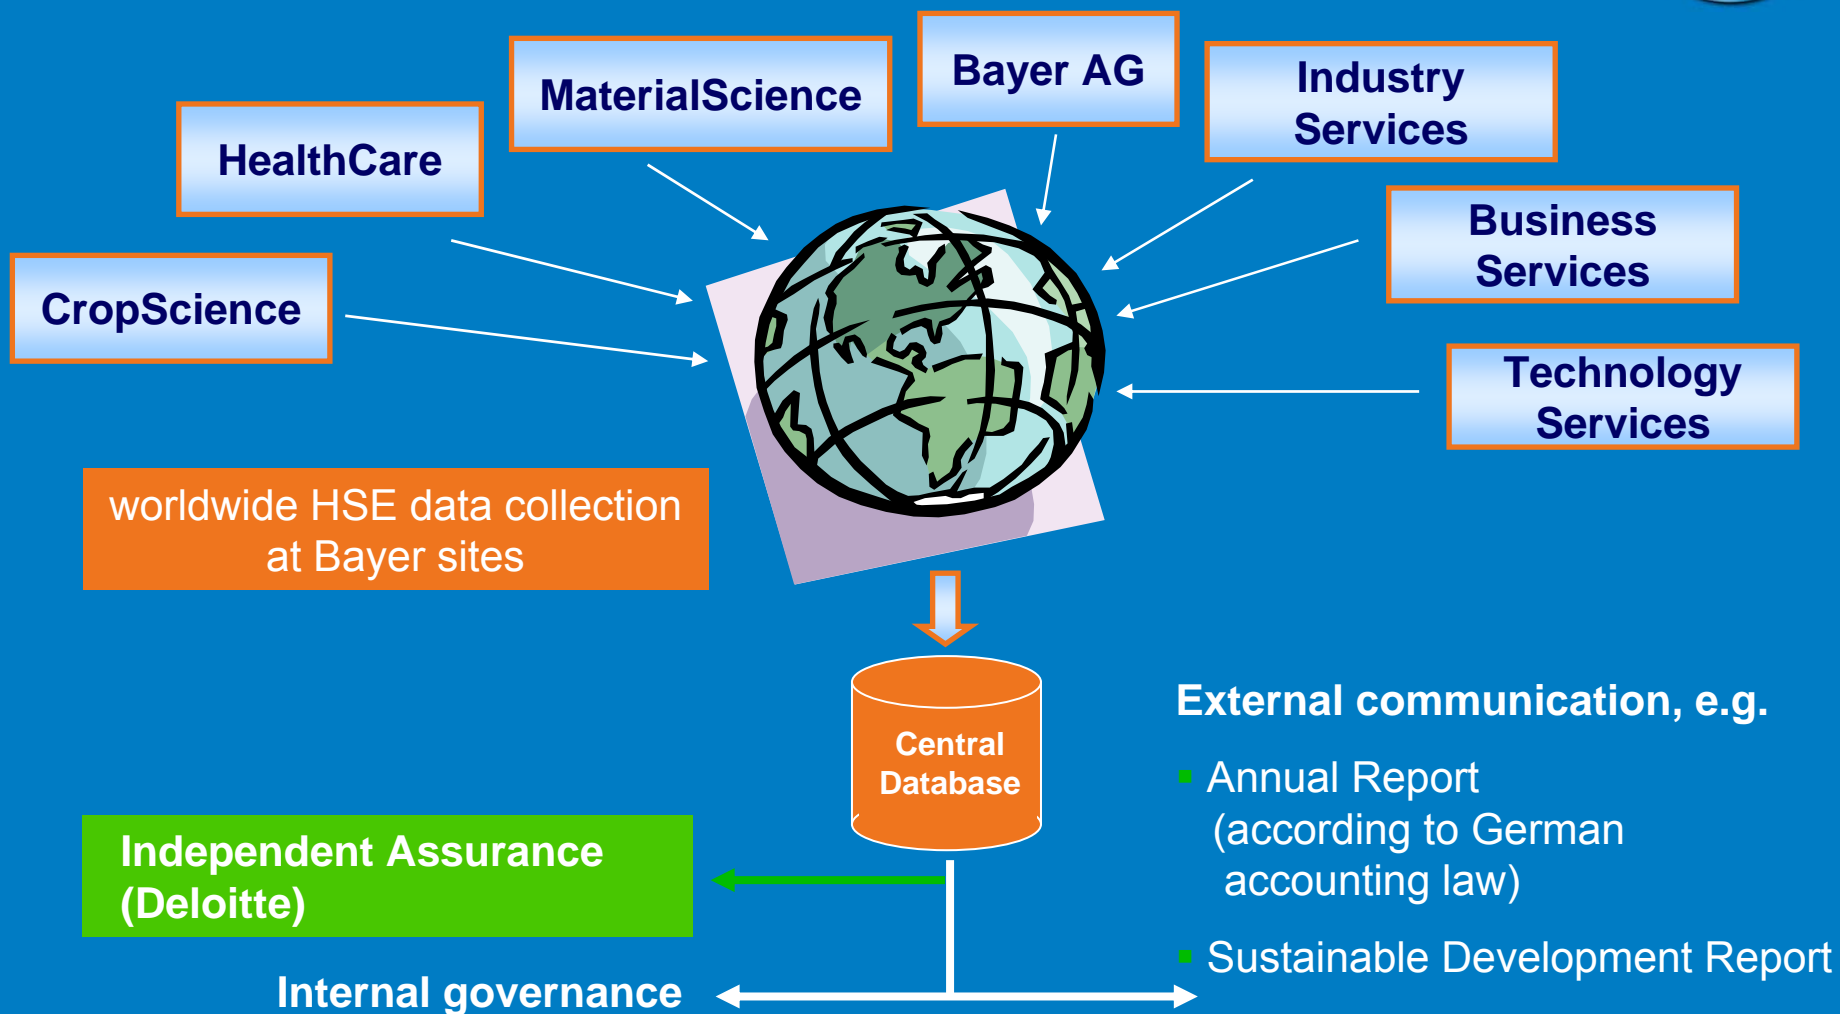 Bayer AG
MaterialScience
Industry
Services
HealthCare
Business
Services
CropScience
Technology
Services
worldwide HSE data collection
at Bayer sites
Central
Database
External communication, e.g.
Annual Report
(according to German
accounting law)
Sustainable Development Report
Independent Assurance
(Deloitte)
Internal governance